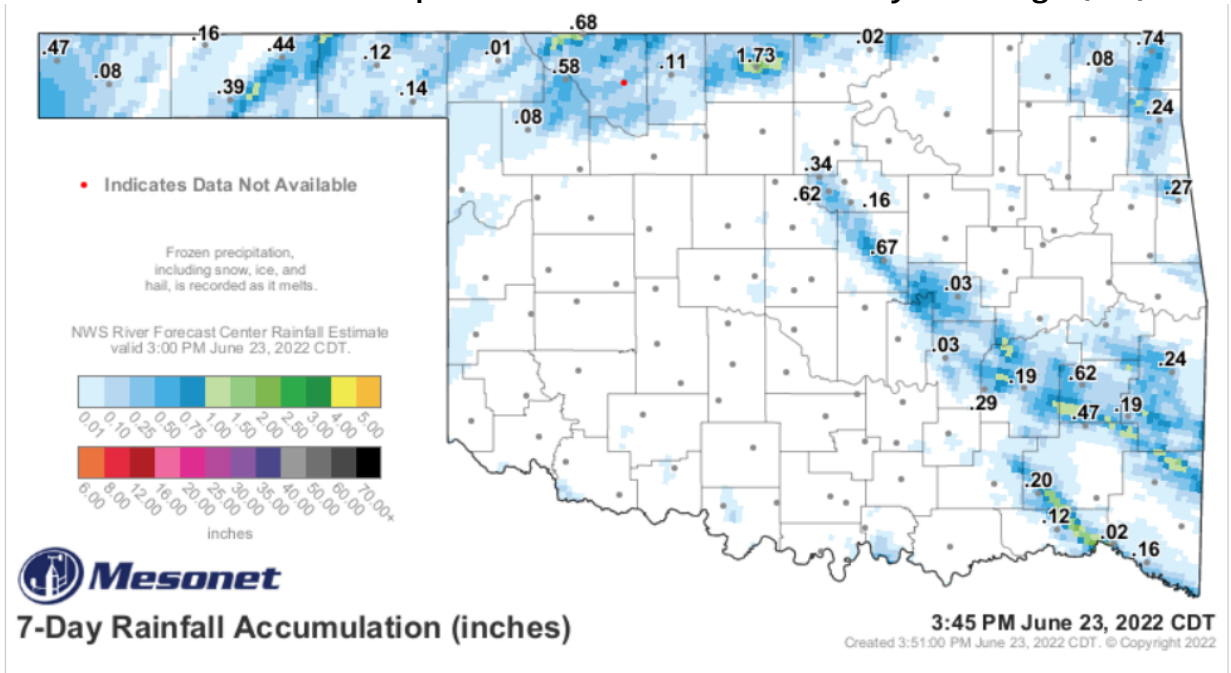 .47
.16
.08
.44
.39
.12
.14
.01
.68
.58
.11
1.73
.02
.08
.74
.08
.24
.34
.62
.16
.27
.67
.03
.03
.19
.29
.62
.24
.47
.19
.20
.12
.02
.16
Indicates Data Not Available
Frozen precipitation,
including snow, ice, and
hail, is recorded as it melts.
NWS River Forecast Center Rainfall Estimate
valid 3:00 PM June 23, 2022 CDT.
0.01 0.10 0.25 0.50 0.75 1.00 1.50 2.00 2.50 3.00 4.00 5.00
6.00 8.00 12.00 16.00 20.00 25.00 30.00 35.00 40.00 50.00 60.00 70.00+
inches
Mesonet
7-Day Rainfall Accumulation (inches)
3:45 PM June 23, 2022 CDT
Created 3:51:00 PM June 23, 2022 CDT. © Copyright 2022